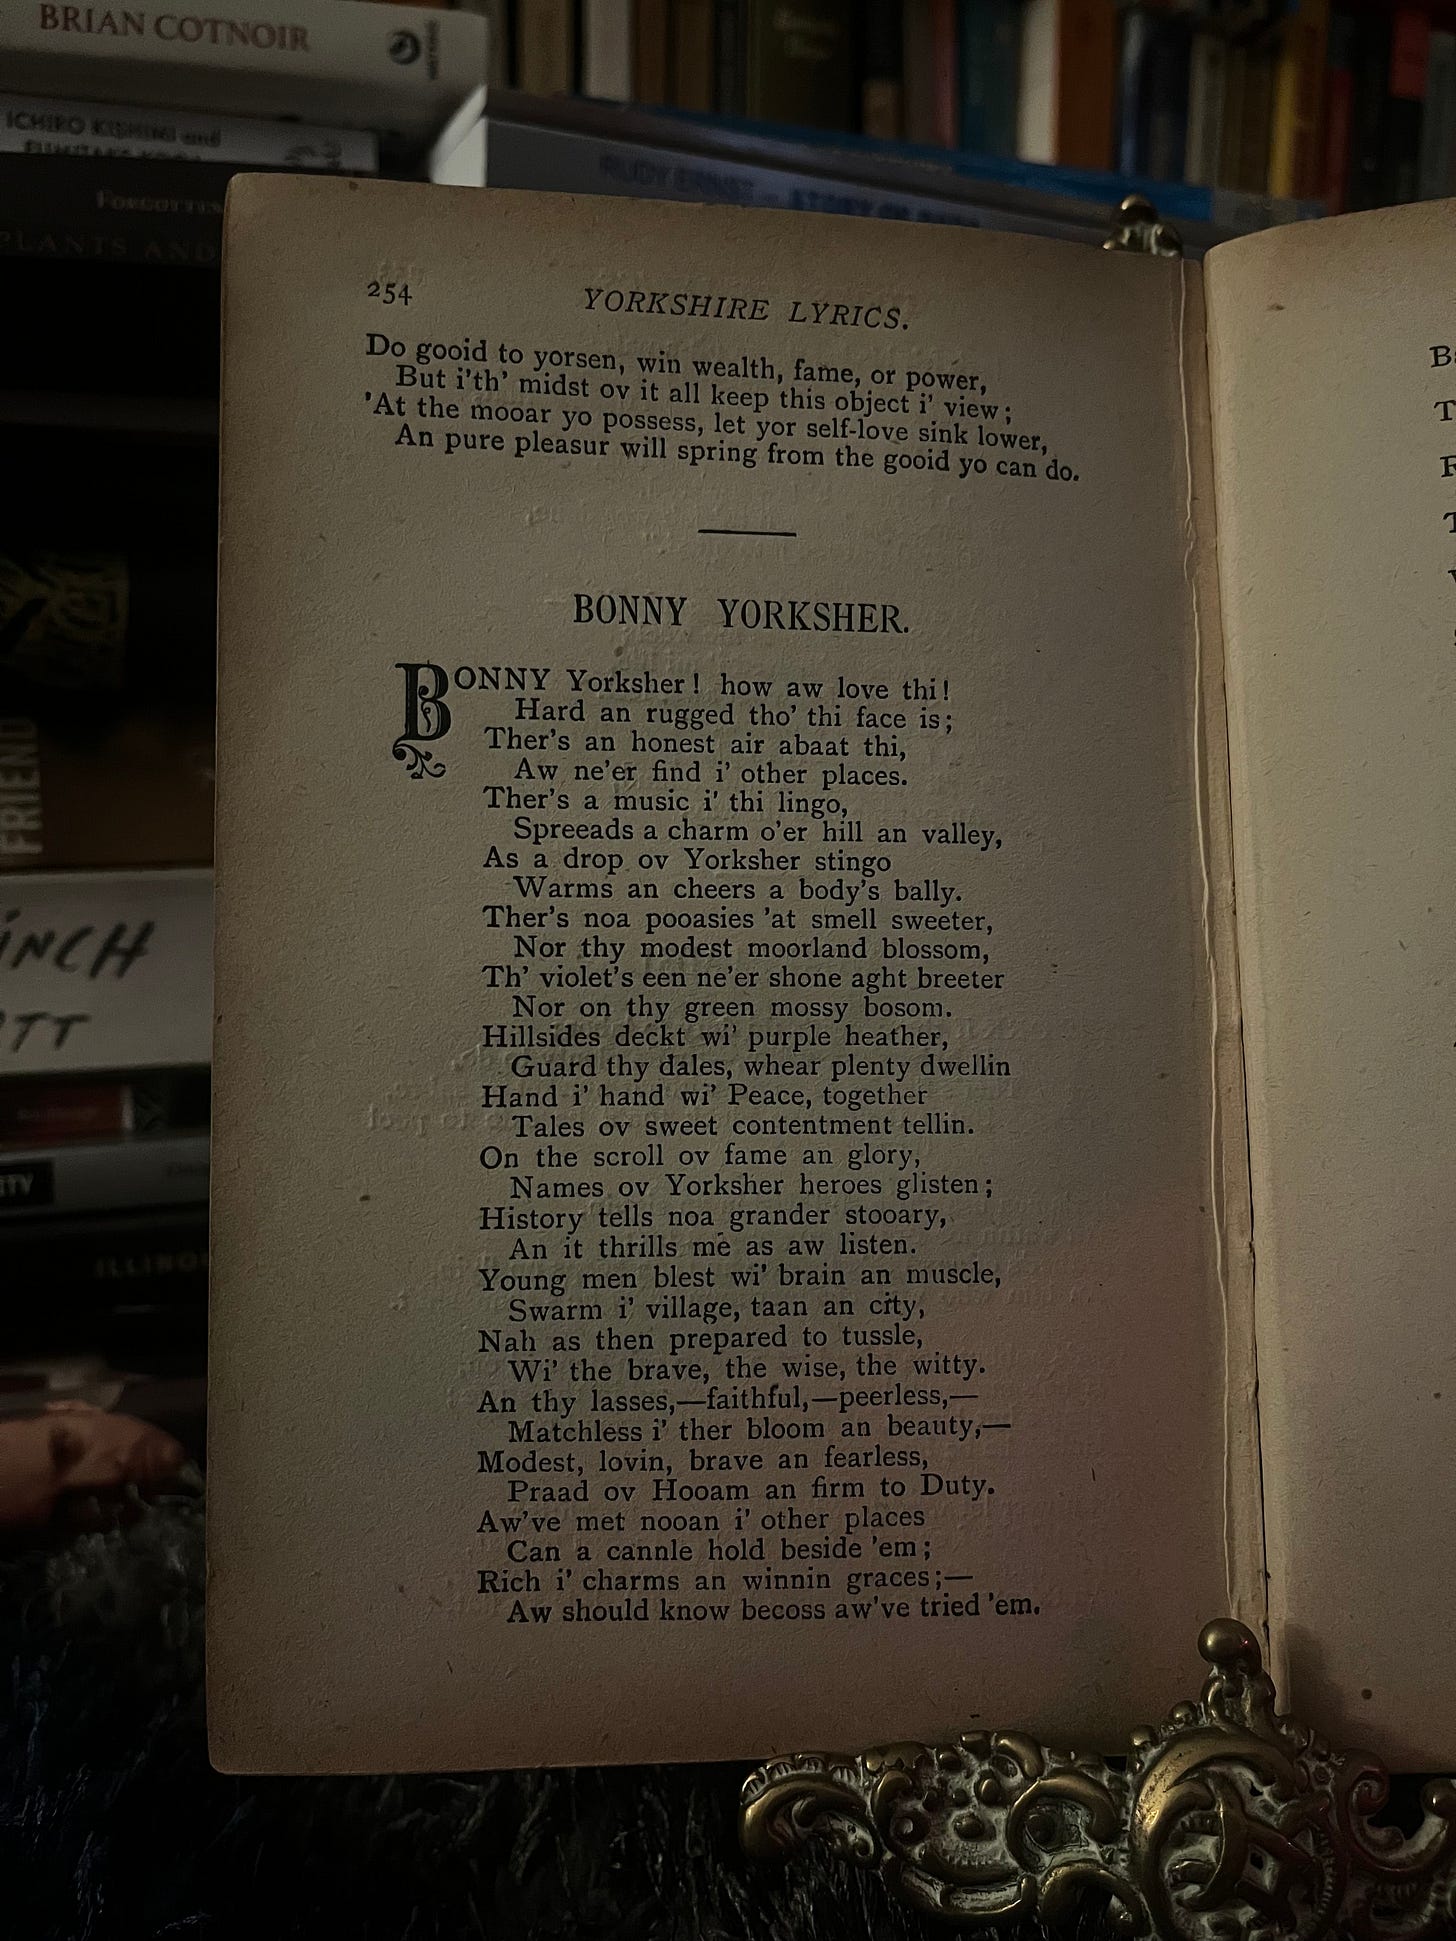 BRIAN COTNOIR
ICHIRO KISHIMI and
FORGOTTEN
PLANTS AND
RUDY ERNST
FRIEND
INCH
OTT
ETY
ILLINO
254
YORKSHIRE LYRICS.
Do gooid to yorsen, win wealth, fame, or power,
But i'th' midst ov it all keep this object i' view;
'At the mooar yo possess, let yor self-love sink lower,
An pure pleasur will spring from the gooid yo can do.
BONNY YORKSHER.
BONNY Yorksher! how aw love thi!
Hard an rugged tho' thi face is;
Ther's an honest air abaat thi,
Aw ne'er find i' other places.
Ther's a music i' thi lingo,
Spreeads a charm o'er hill an valley,
As a drop ov Yorksher stingo
Warms an cheers a body's bally.
Ther's noa pooasies 'at smell sweeter,
Nor thy modest moorland blossom,
Th' violet's een ne'er shone aght breeter
Nor on thy green mossy bosom.
Hillsides deckt wi' purple heather,
Guard thy dales, whear plenty dwellin
Hand i' hand wi' Peace, together
Tales ov sweet contentment tellin.
On the scroll ov fame an glory,
Names ov Yorksher heroes glisten;
History tells noa grander stooary,
An it thrills me as aw listen.
Young men blest wi' brain an muscle,
Swarm i' village, taan an city,
Nah as then prepared to tussle,
Wi' the brave, the wise, the witty.
An thy lasses,—faithful,—peerless,—
Matchless i' ther bloom an beauty,—
Modest, lovin, brave an fearless,
Praad ov Hooam an firm to Duty.
Aw've met nooan i' other places
Can a cannle hold beside 'em;
Rich i' charms an winnin graces;—
Aw should know becoss aw've tried 'em.